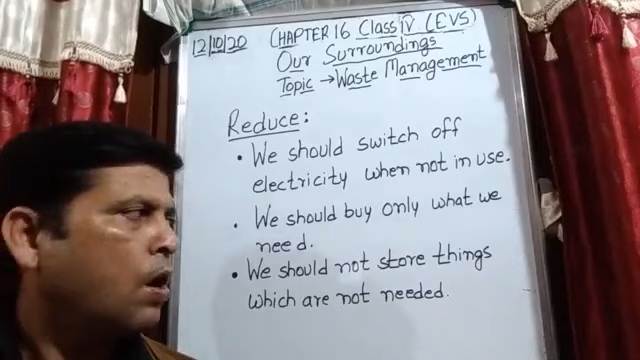 12/10/20 CHAPTER 16 Class IV (EVS)
Our Surroundings
Topic → Waste Management
Reduce:
• We should switch off
electricity when not in use.
• We should buy only what we
need.
• We should not store things
which are not needed.